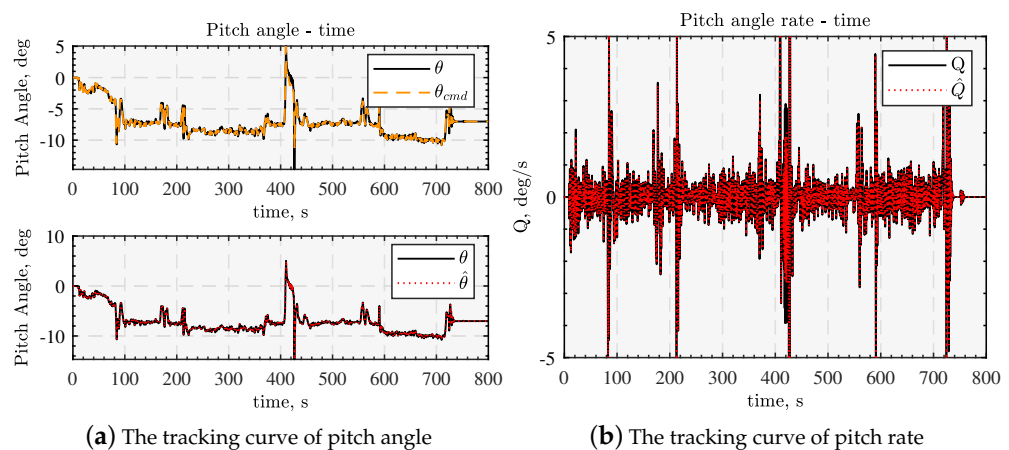 Pitch angle - time
Pitch Angle, deg
5
0
-5
-10
θ
θcmd
0 100 200 300 400 500 600 700 800
time, s
Pitch Angle, deg
10
0
-10
θ
θ̂
0 100 200 300 400 500 600 700 800
time, s
(a) The tracking curve of pitch angle
Pitch angle rate - time
Q, deg/s
5
0
-5
Q
Q̂
0 100 200 300 400 500 600 700 800
time, s
(b) The tracking curve of pitch rate